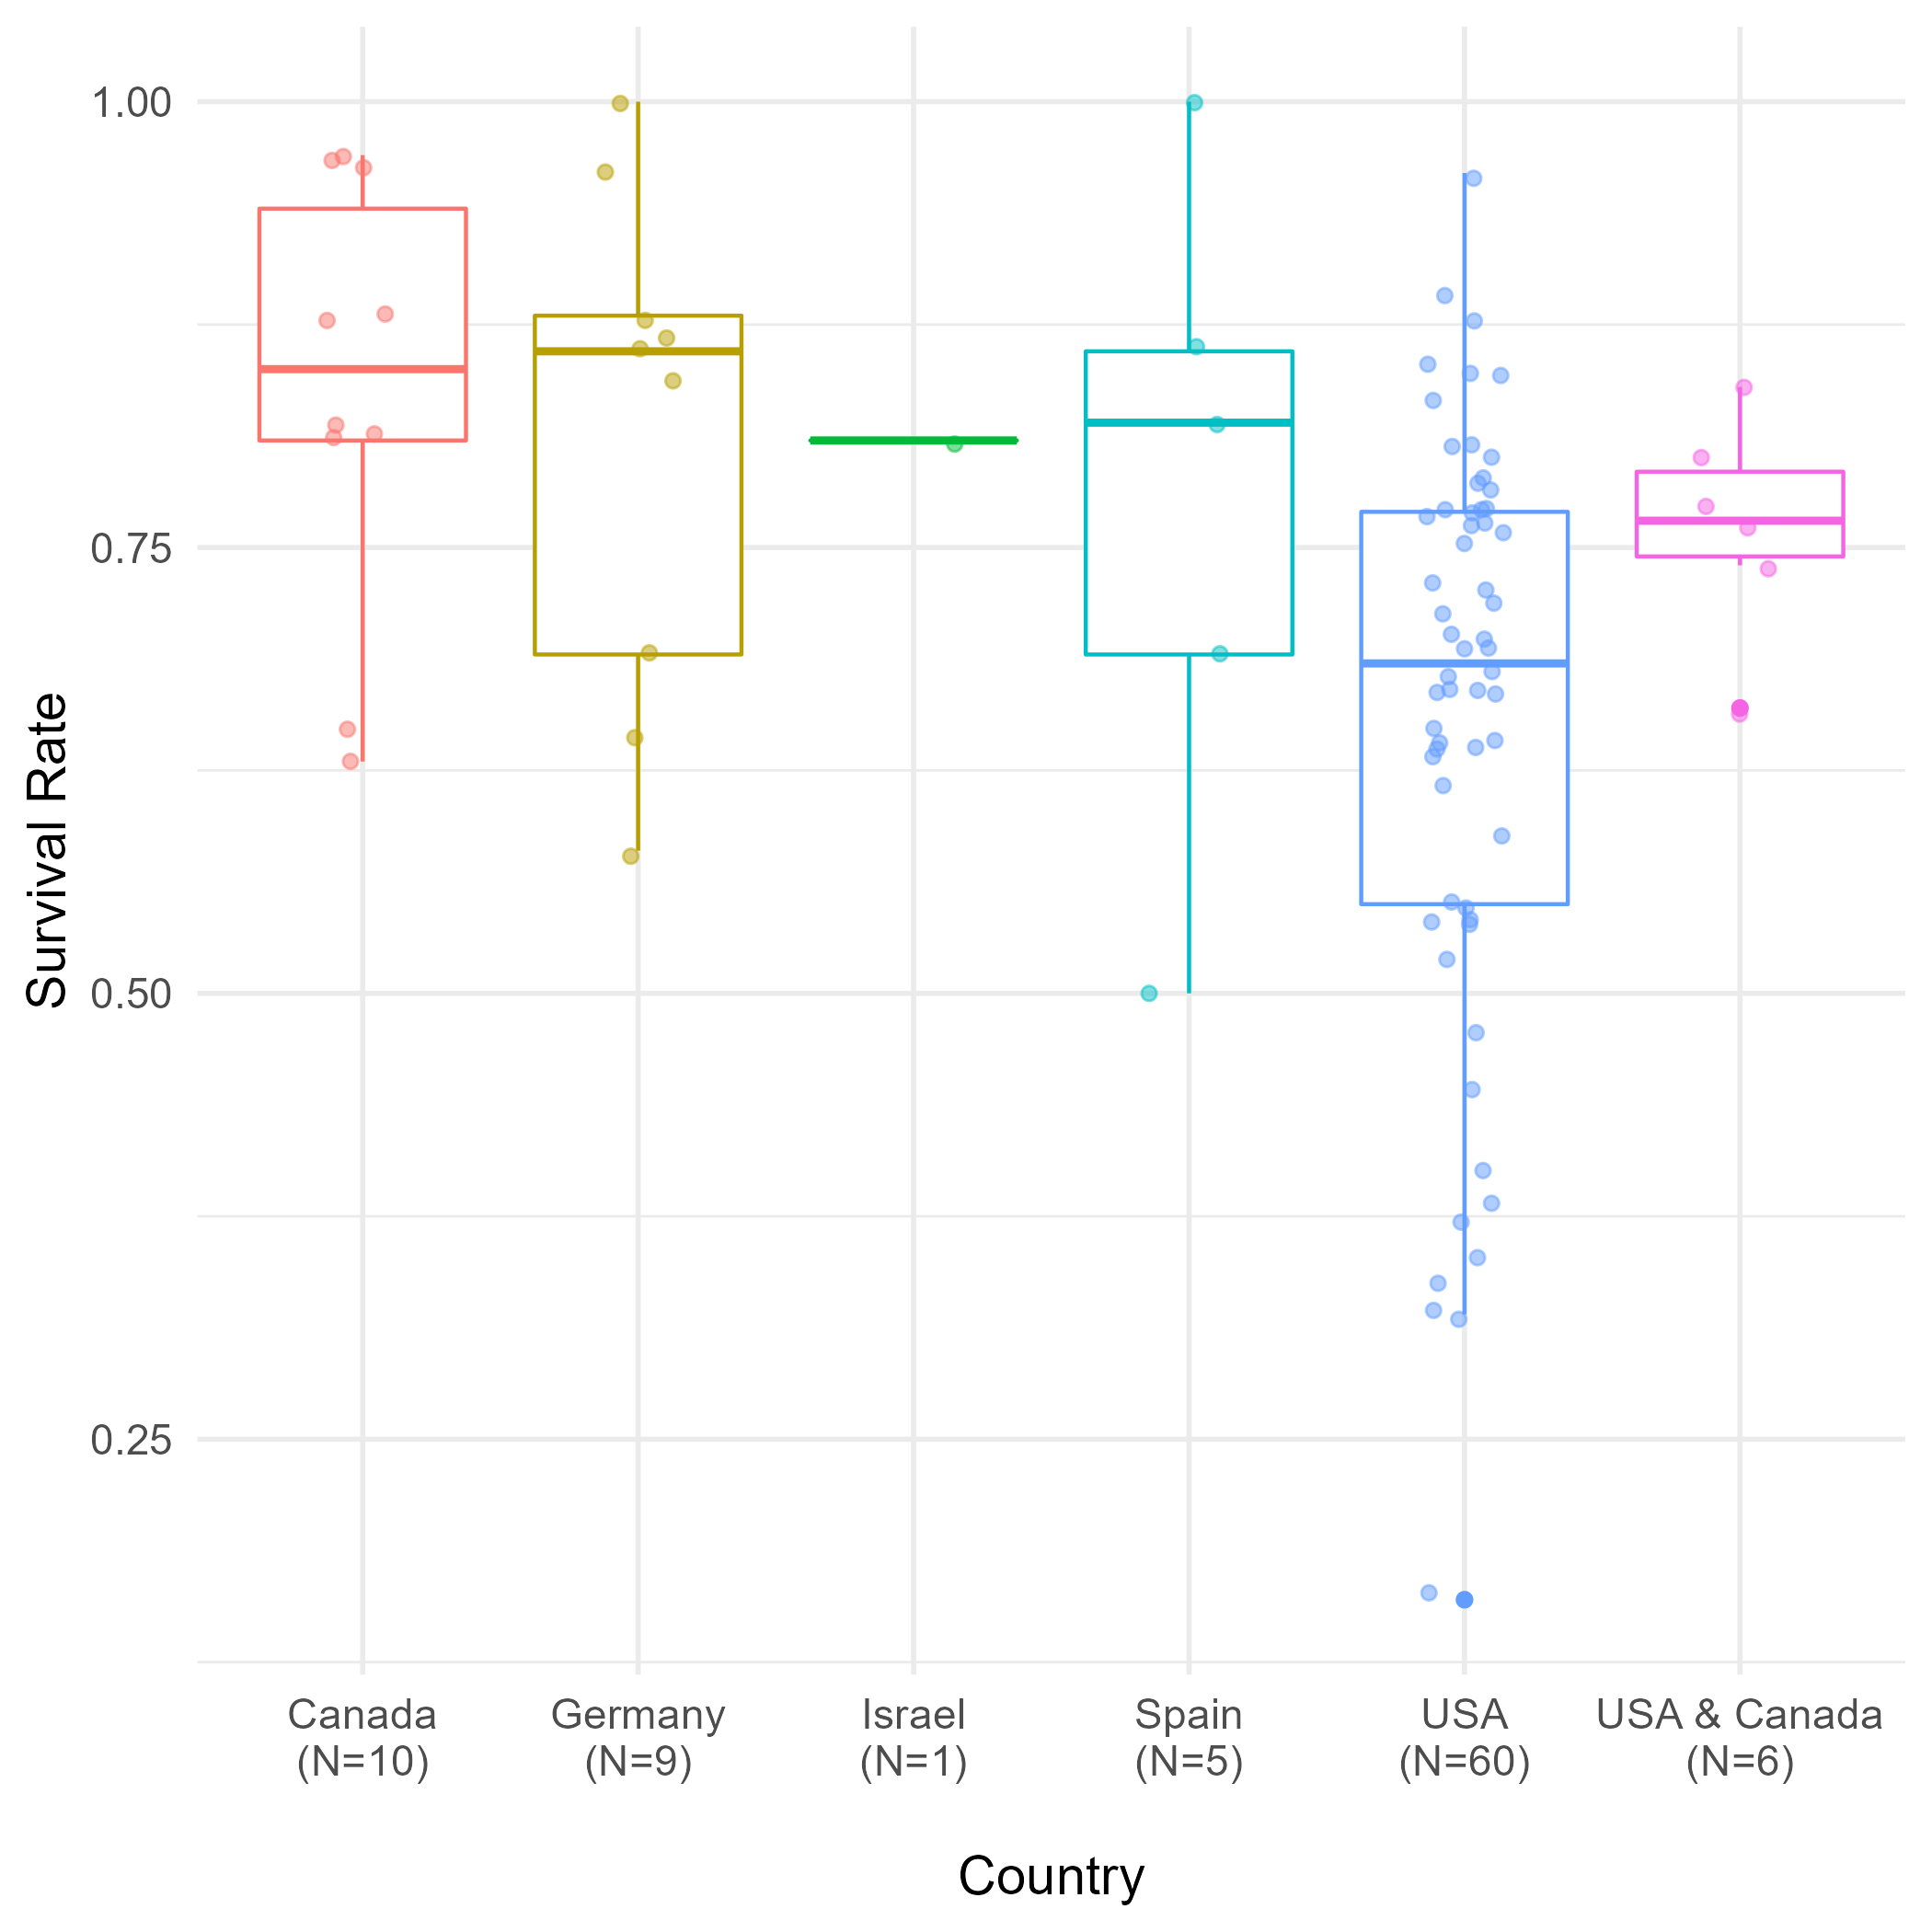 Survival Rate
1.00
0.75
0.50
0.25
Canada
(N=10)
Germany
(N=9)
Israel
(N=1)
Spain
(N=5)
USA
(N=60)
USA & Canada
(N=6)
Country